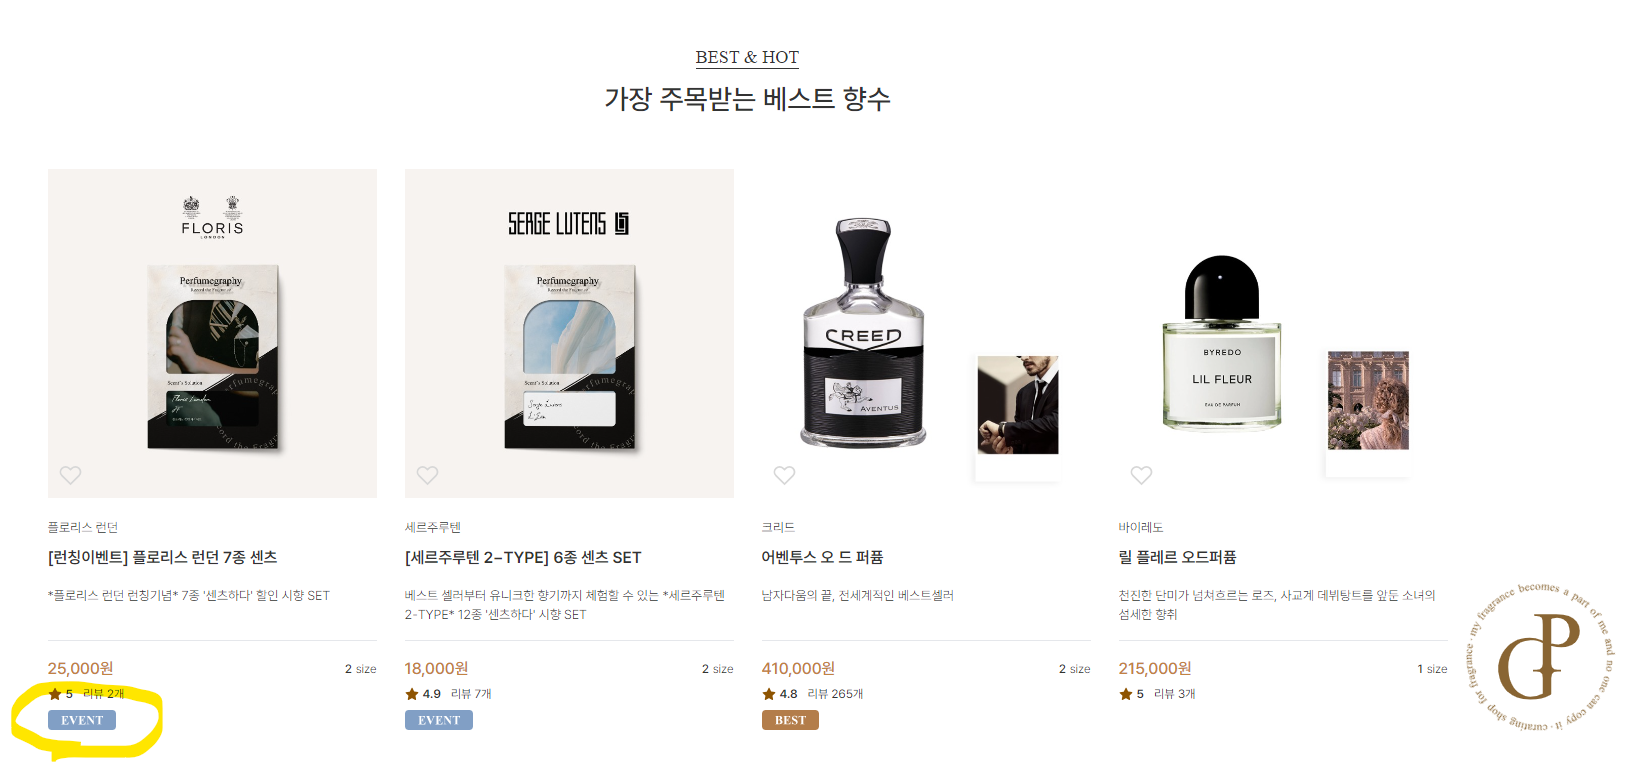 BEST & HOT
가장 주목받는 베스트 향수
FLORIS
LONDON
Perfumegraphy
Scent's Solution
Floris London
SERGE LUTENS
Perfumegraphy
Scent's Solution
Serge Lutens
CREED
AVENTUS
BYREDO
LIL FLEUR
EAU DE PARFUM
플로리스 런던
[런칭이벤트] 플로리스 런던 7종 센츠
*플로리스 런던 런칭기념* 7종 '센츠하다' 할인 시향 SET
25,000원
2 size
5 리뷰 2개
EVENT
세르주루텐
[세르주루텐 2-TYPE] 6종 센츠 SET
베스트 셀러부터 유니크한 향기까지 체험할 수 있는 *세르주루텐
2-TYPE* 12종 '센츠하다' 시향 SET
18,000원
2 size
4.9 리뷰 7개
EVENT
크리드
어벤투스 오 드 퍼퓸
남자다움의 끝, 전세계적인 베스트셀러
410,000원
2 size
4.8 리뷰 265개
BEST
바이레도
릴 플레르 오드퍼퓸
천진한 단미가 넘쳐흐르는 로즈, 사교계 데뷔탕트를 앞둔 소녀의
섬세한 향취
215,000원
1 size
5 리뷰 3개
my fragrance becomes a part of me and no one can copy it · curating shop for fragrance ·